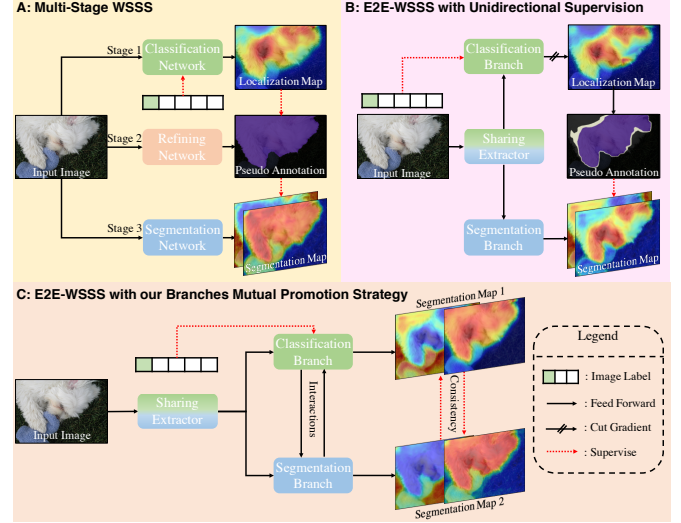 A: Multi-Stage WSSS
Stage 1
Classification
Network
Localization Map
Input Image
Stage 2
Refining
Network
Pseudo Annotation
Stage 3
Segmentation
Network
Segmentation Map
B: E2E-WSSS with Unidirectional Supervision
Classification
Branch
Localization Map
Input Image
Sharing
Extractor
Pseudo Annotation
Segmentation
Branch
Segmentation Map
C: E2E-WSSS with our Branches Mutual Promotion Strategy
Segmentation Map 1
Classification
Branch
Input Image
Sharing
Extractor
Interactions
Consistency
Segmentation
Branch
Segmentation Map 2
Legend
: Image Label
: Feed Forward
: Cut Gradient
: Supervise